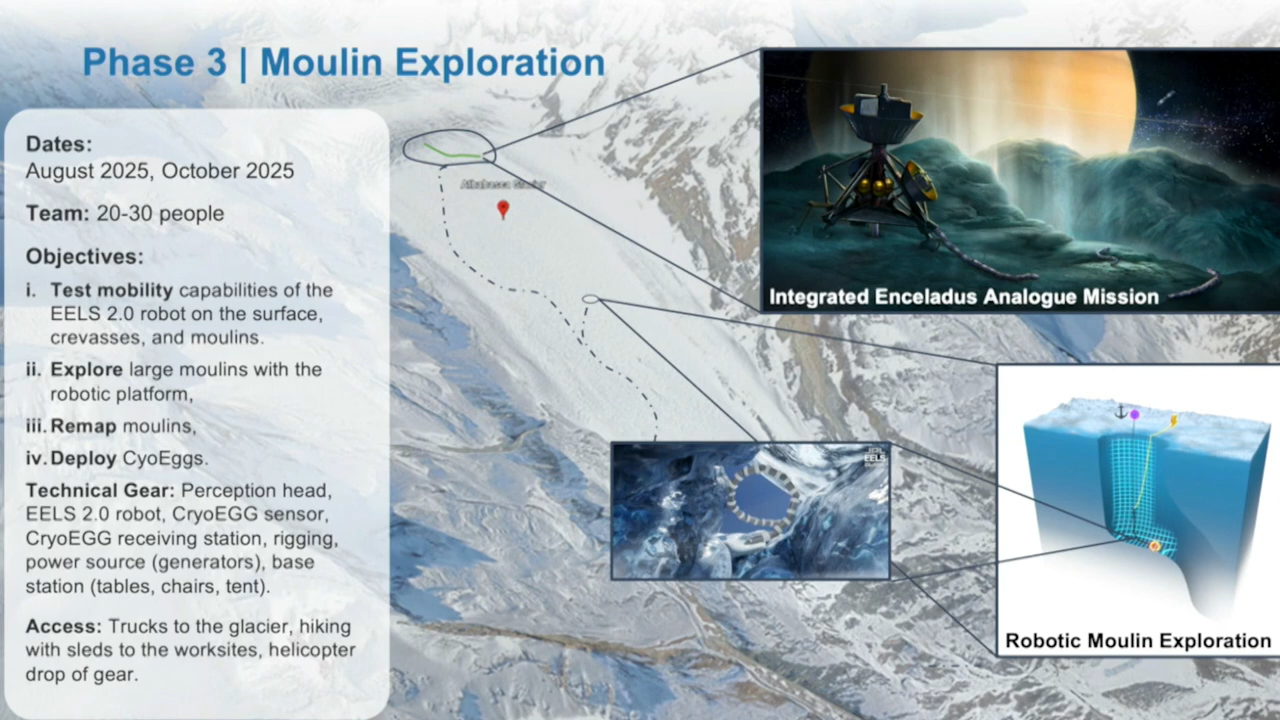 Phase 3 | Moulin Exploration
Dates:
August 2025, October 2025
Team: 20-30 people
Objectives:
i. Test mobility capabilities of the
EELS 2.0 robot on the surface,
crevasses, and moulins.
ii. Explore large moulins with the
robotic platform,
iii. Remap moulins,
iv. Deploy CyoEggs.
Technical Gear: Perception head,
EELS 2.0 robot, CryoEGG sensor,
CryoEGG receiving station, rigging,
power source (generators), base
station (tables, chairs, tent).
Access: Trucks to the glacier, hiking
with sleds to the worksites, helicopter
drop of gear.
Athabasca Glacier
Integrated Enceladus Analogue Mission
EELS
Robotic Moulin Exploration